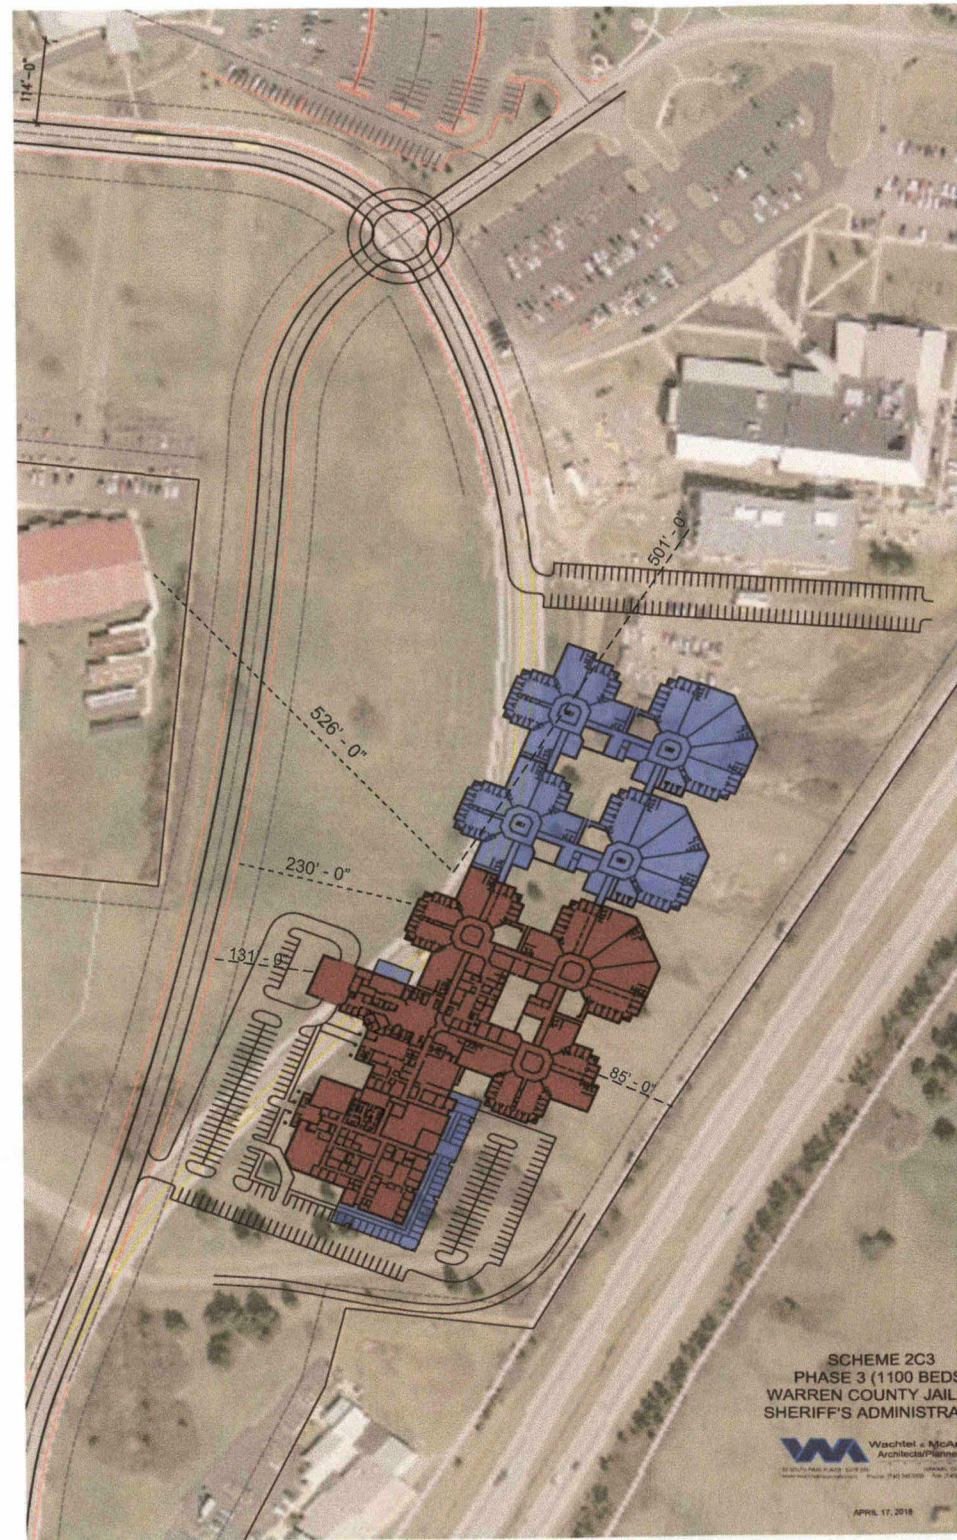 114'-0"
501' - 0"
526' - 0"
230' - 0"
131' - 0
85' - 0"
SCHEME 2C3
PHASE 3 (1100 BEDS
WARREN COUNTY JAIL
SHERIFF'S ADMINISTRA
Wachtel & McA
Architects/Planne
APRIL 17, 2018